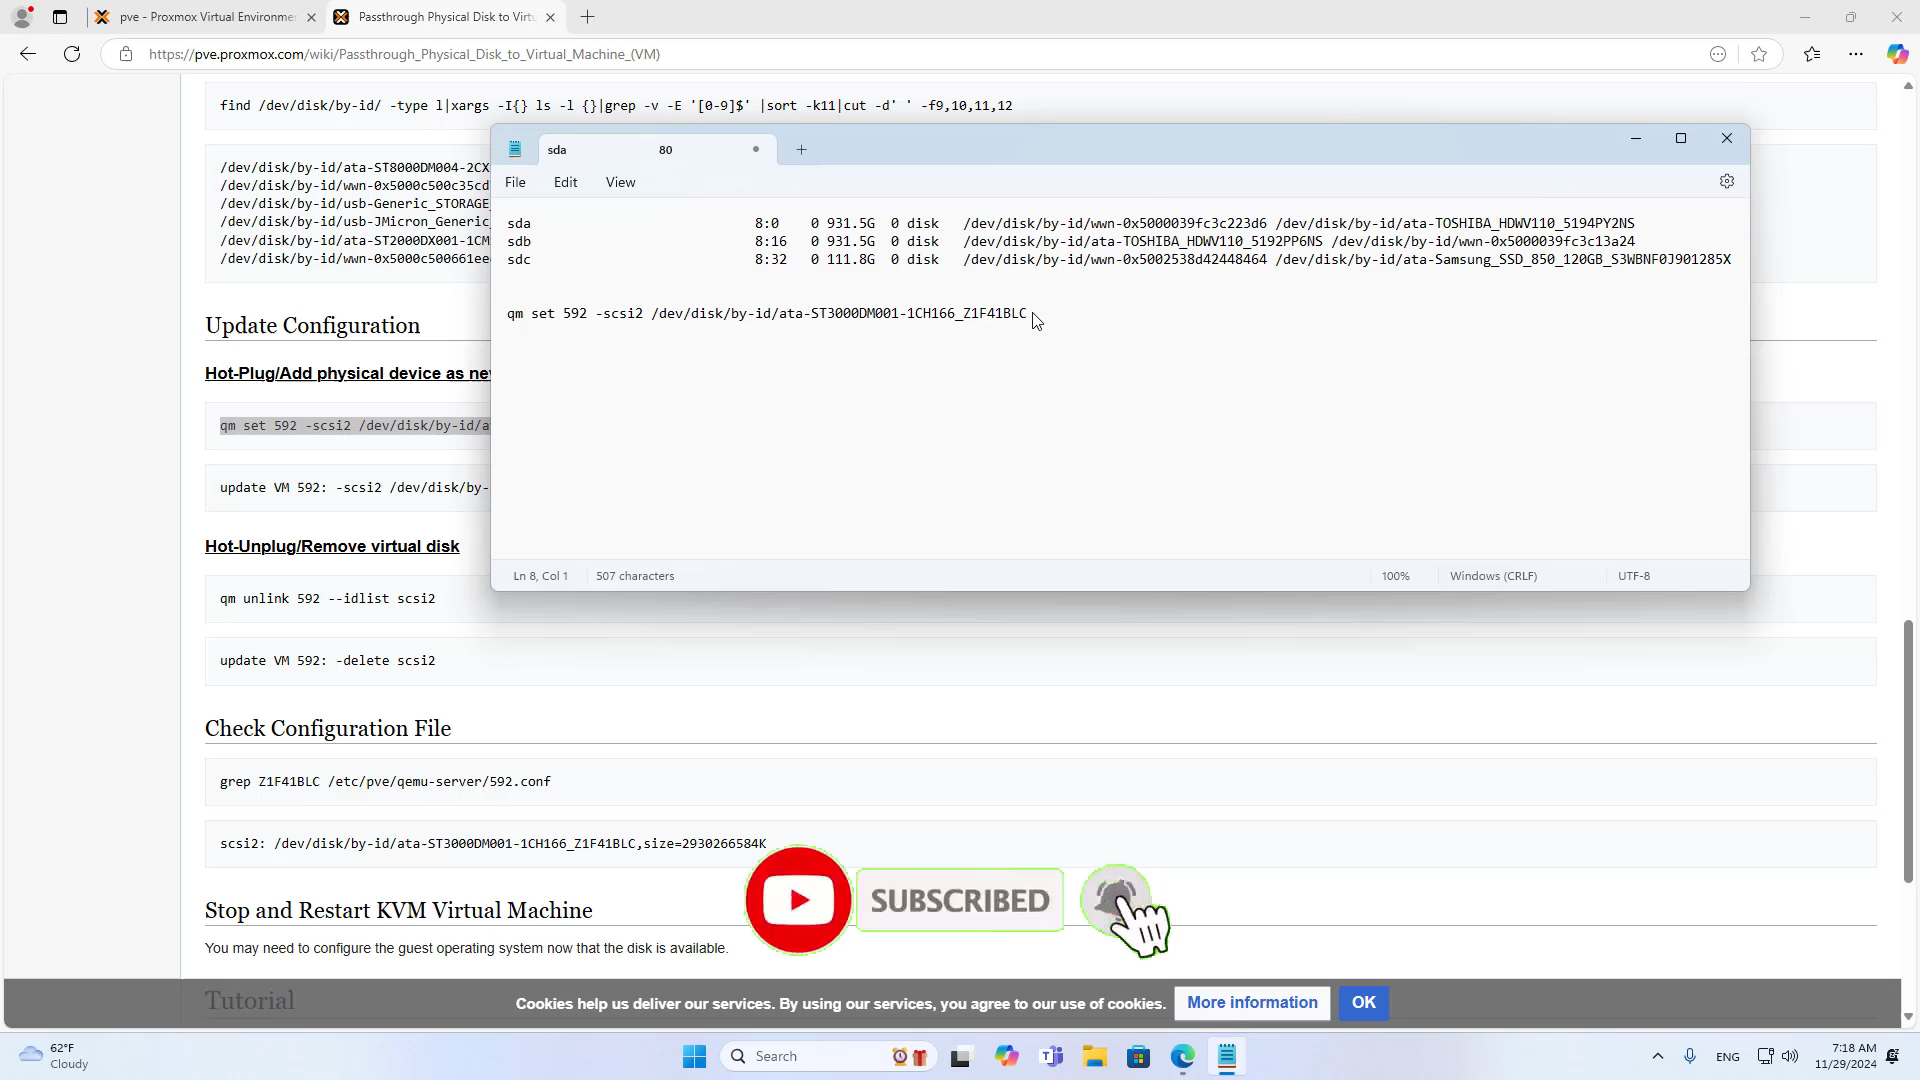 pve - Proxmox Virtual Environmen
Passthrough Physical Disk to Virtu
https://pve.proxmox.com/wiki/Passthrough_Physical_Disk_to_Virtual_Machine_(VM)
find /dev/disk/by-id/ -type l|xargs -I{} ls -l {}|grep -v -E '[0-9]$' |sort -k11|cut -d' ' -f9,10,11,12
/dev/disk/by-id/ata-ST8000DM004-2CX
/dev/disk/by-id/wwn-0x5000c500c35cd
/dev/disk/by-id/usb-Generic_STORAGE_
/dev/disk/by-id/usb-JMicron_Generic_
/dev/disk/by-id/ata-ST2000DX001-1CM
/dev/disk/by-id/wwn-0x5000c500661ee
sda 80
File Edit View
sda 8:0 0 931.5G 0 disk /dev/disk/by-id/wwn-0x5000039fc3c223d6 /dev/disk/by-id/ata-TOSHIBA_HDWV110_5194PY2NS
sdb 8:16 0 931.5G 0 disk /dev/disk/by-id/ata-TOSHIBA_HDWV110_5192PP6NS /dev/disk/by-id/wwn-0x5000039fc3c13a24
sdc 8:32 0 111.8G 0 disk /dev/disk/by-id/wwn-0x5002538d42448464 /dev/disk/by-id/ata-Samsung_SSD_850_120GB_S3WBNF0J901285X
qm set 592 -scsi2 /dev/disk/by-id/ata-ST3000DM001-1CH166_Z1F41BLC
Ln 8, Col 1 507 characters 100% Windows (CRLF) UTF-8
Update Configuration
Hot-Plug/Add physical device as ne
qm set 592 -scsi2 /dev/disk/by-id/a
update VM 592: -scsi2 /dev/disk/by-
Hot-Unplug/Remove virtual disk
qm unlink 592 --idlist scsi2
update VM 592: -delete scsi2
Check Configuration File
grep Z1F41BLC /etc/pve/qemu-server/592.conf
scsi2: /dev/disk/by-id/ata-ST3000DM001-1CH166_Z1F41BLC,size=2930266584K
SUBSCRIBED
Stop and Restart KVM Virtual Machine
You may need to configure the guest operating system now that the disk is available.
Tutorial
Cookies help us deliver our services. By using our services, you agree to our use of cookies. More information OK
62°F
Cloudy
Search
ENG
7:18 AM
11/29/2024